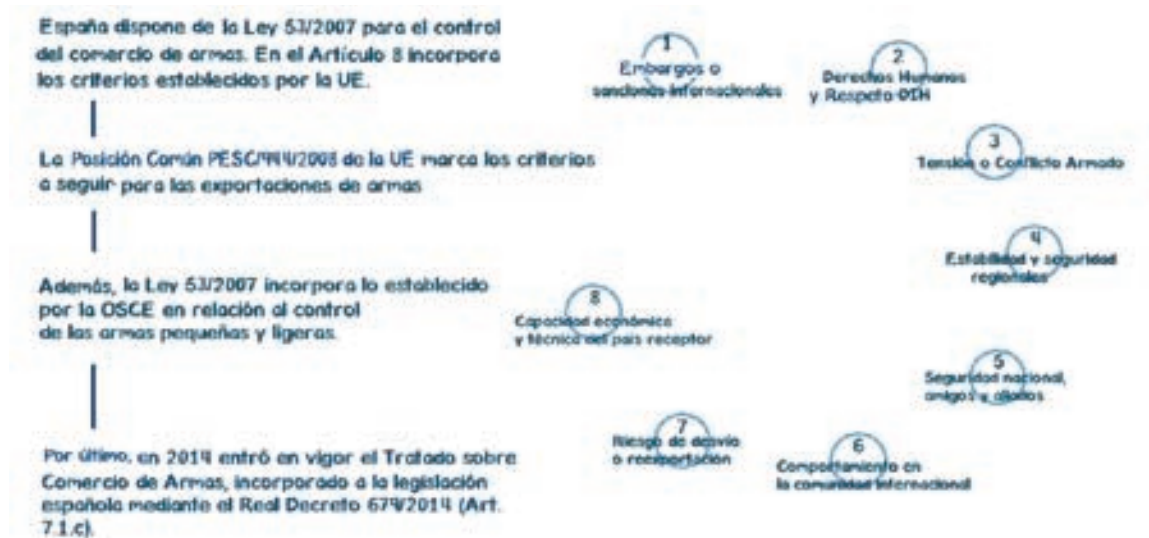 España dispone de la Ley 53/2007 para el control
del comercio de armas. En el Artículo 8 incorpora
los criterios establecidos por la UE.
La Posición Común PESC/944/2008 de la UE marca los criterios
a seguir para las exportaciones de armas
Además, la Ley 53/2007 incorpora lo establecido
por la OSCE en relación al control
de las armas pequeñas y ligeras.
Por último, en 2014 entró en vigor el Tratado sobre
Comercio de Armas, incorporado a la legislación
española mediante el Real Decreto 679/2014 (Art.
7.1.c).
1
Embargos o
sanciones internacionales
2
Derechos Humanos
y Respeto DIH
3
Tensión o Conflicto Armado
4
Estabilidad y seguridad
regionales
5
Seguridad nacional,
amigos y aliados
6
Comportamiento en
la comunidad internacional
7
Riesgo de desvío
o reexportación
8
Capacidad económica
y técnica del país receptor